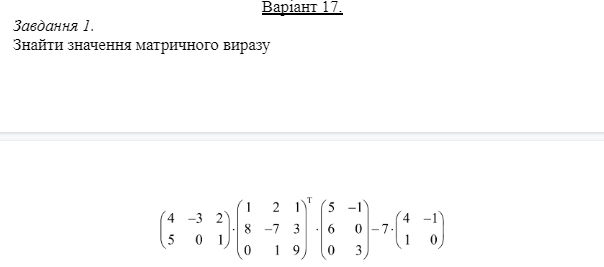 Варіант 17.
Завдання 1.
Знайти значення матричного виразу
(4 −3 2; 5 0 1) · (1 2 1; 8 −7 3; 0 1 9)^T · (5 −1; 6 0; 0 3) − 7 · (4 −1; 1 0)